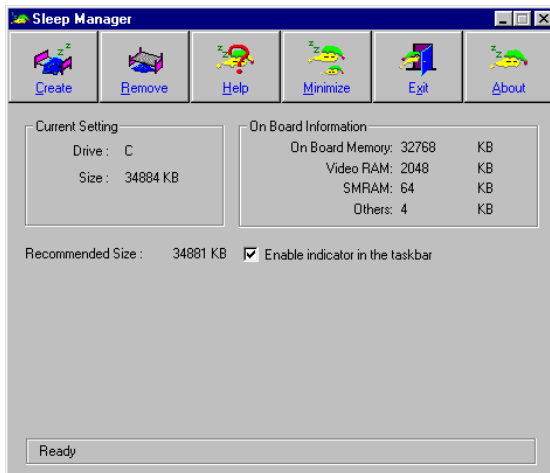 Sleep Manager
Create Remove Help Minimize Exit About
Current Setting
Drive : C
Size : 34884 KB
On Board Information
On Board Memory: 32768 KB
Video RAM: 2048 KB
SMRAM: 64 KB
Others: 4 KB
Recommended Size : 34881 KB Enable indicator in the taskbar
Ready